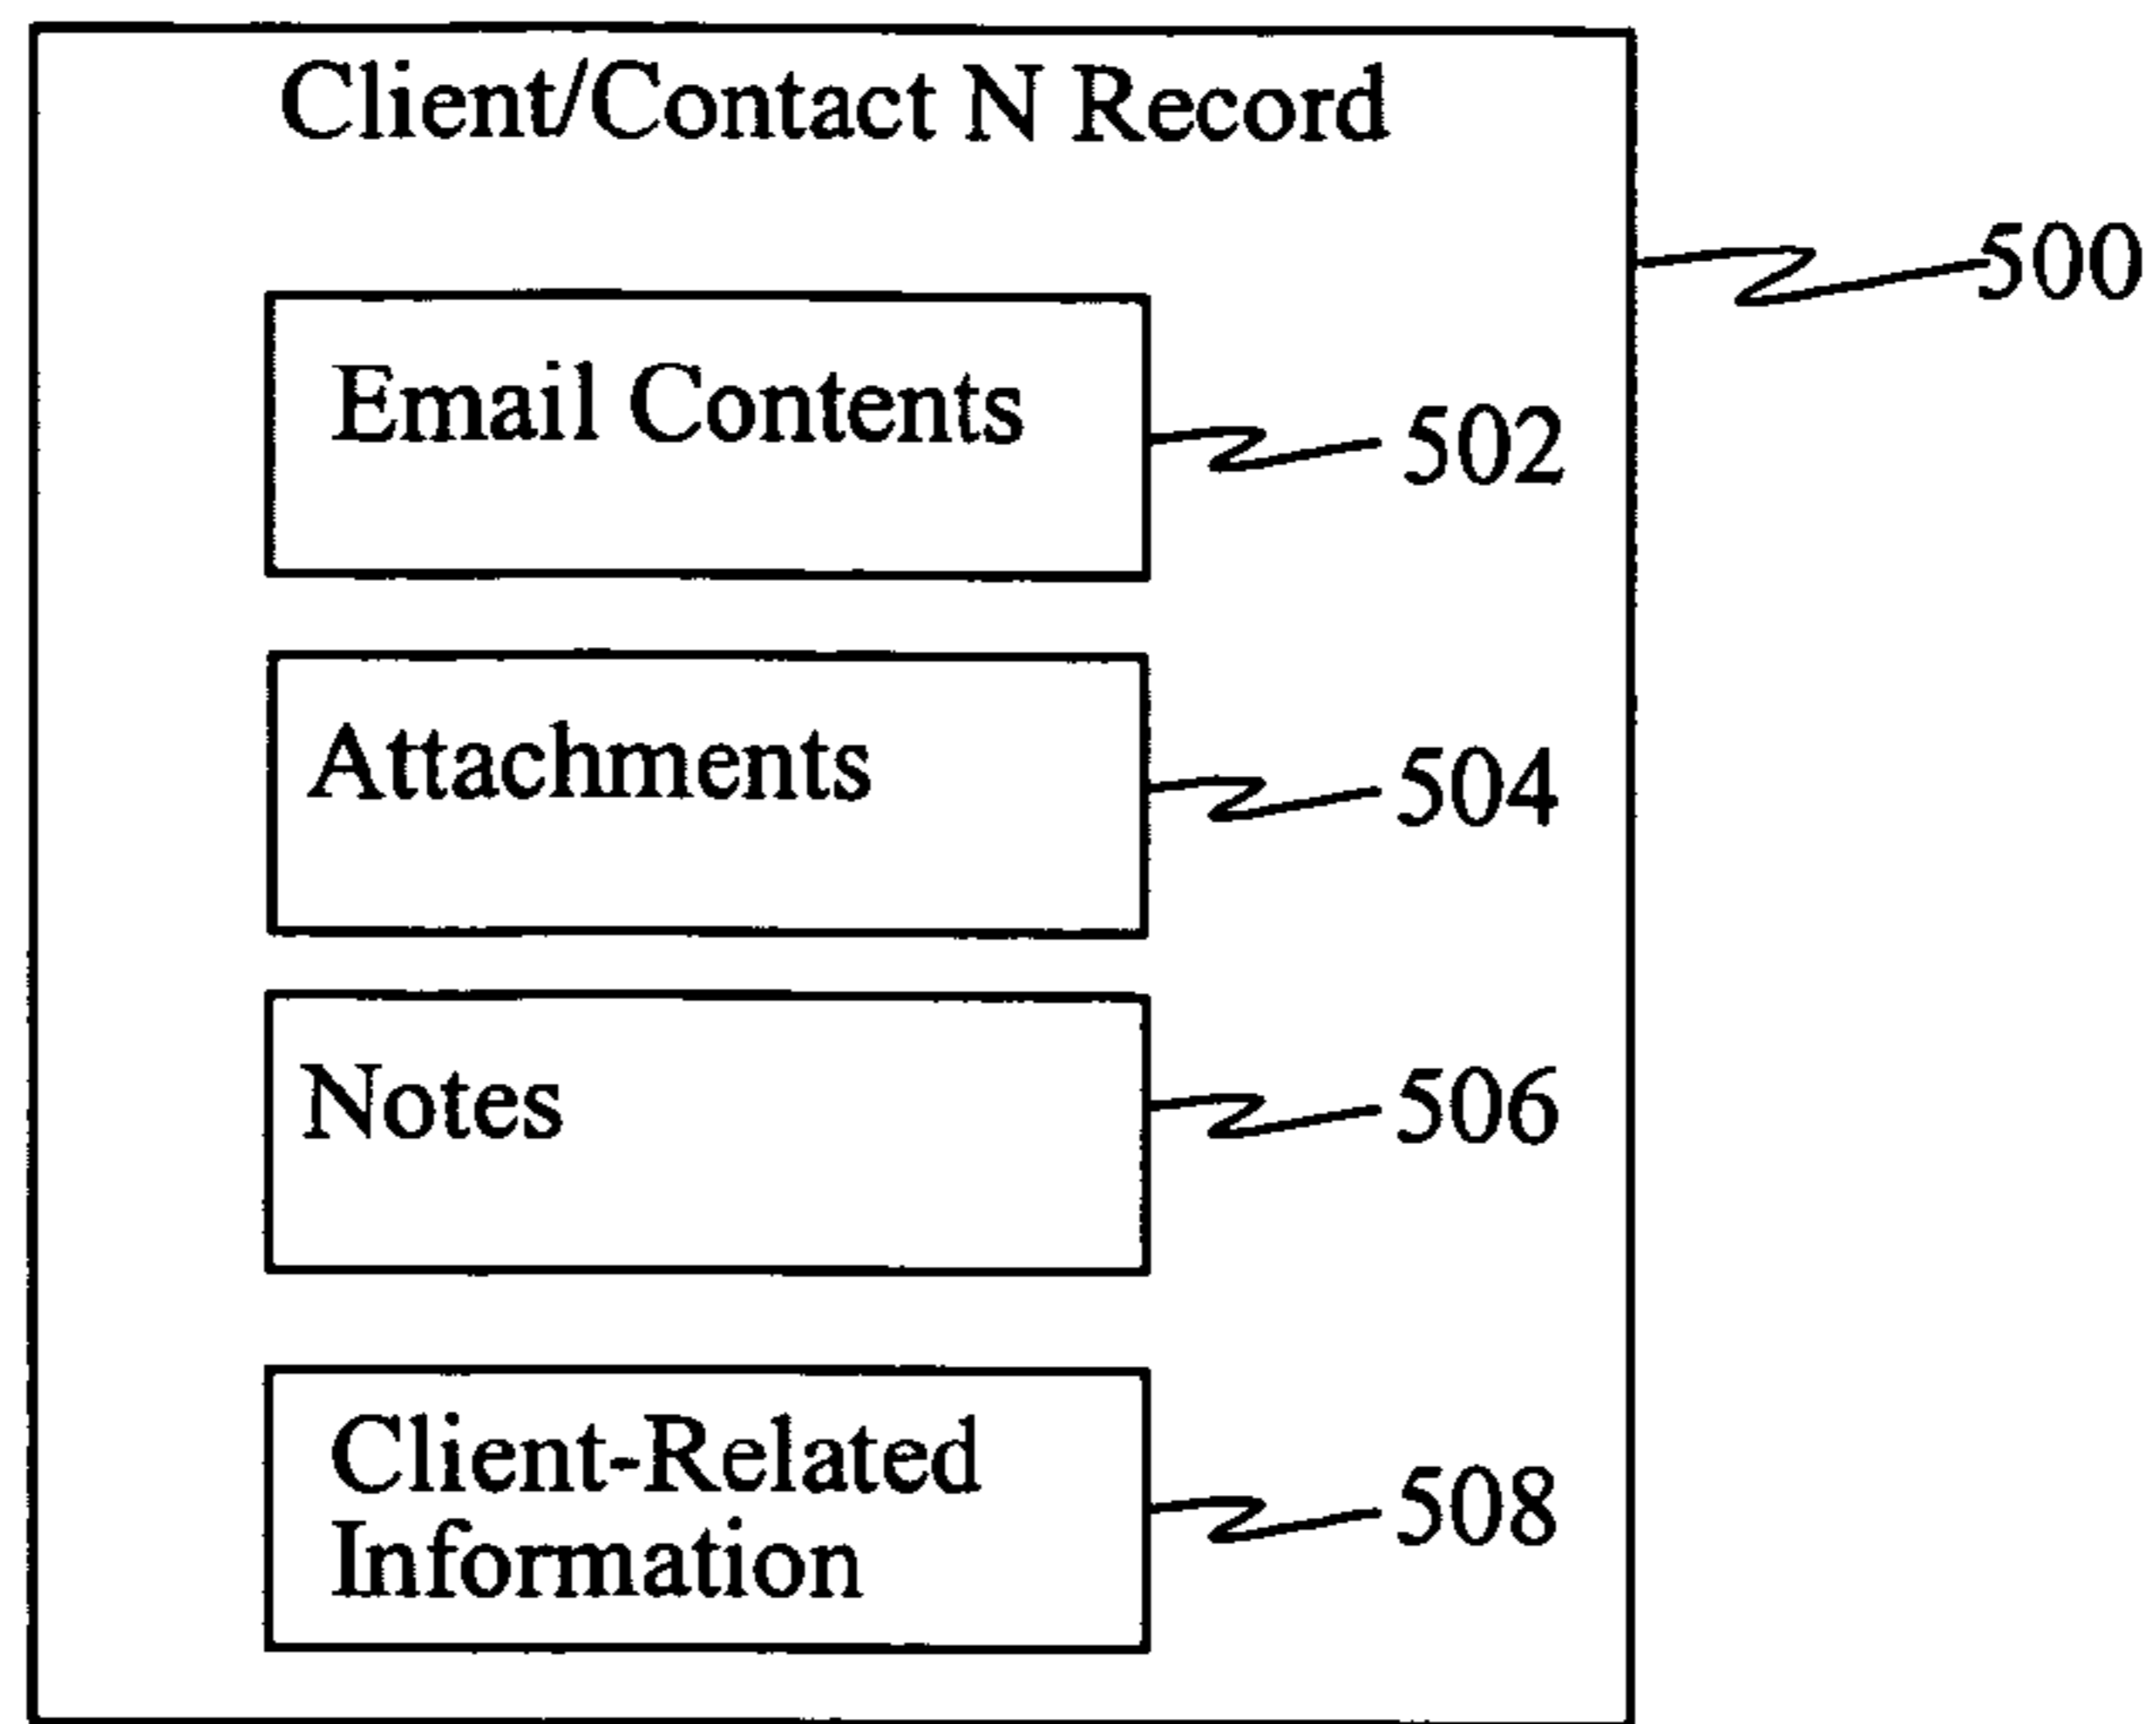 Client/Contact N Record
500
Email Contents
502
Attachments
504
Notes
506
Client-Related
Information
508